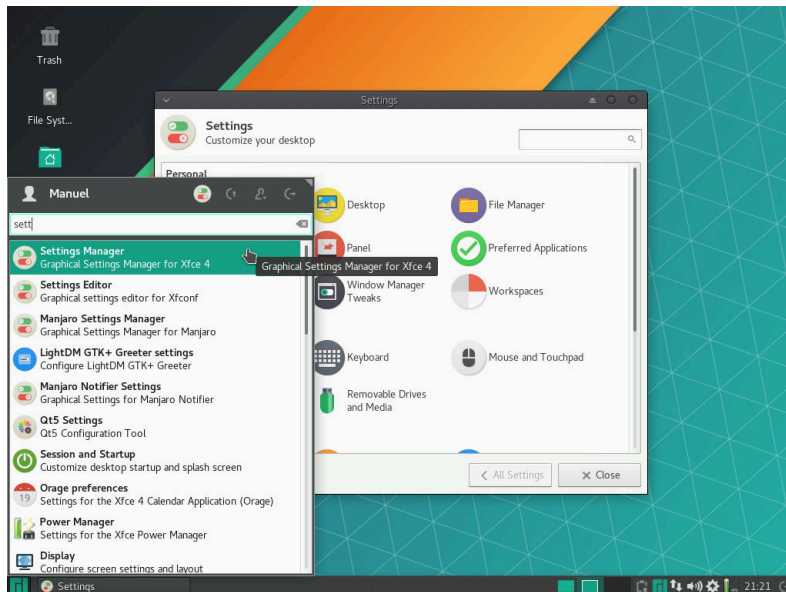 Trash
File Syst...
Settings
Settings
Customize your desktop
Personal
Desktop
File Manager
Panel
Preferred Applications
Window Manager
Tweaks
Workspaces
Keyboard
Mouse and Touchpad
Removable Drives
and Media
All Settings
Close
Manuel
sett
Settings Manager
Graphical Settings Manager for Xfce 4
Graphical Settings Manager for Xfce 4
Settings Editor
Graphical settings editor for Xfconf
Manjaro Settings Manager
Graphical Settings Manager for Manjaro
LightDM GTK+ Greeter settings
Configure LightDM GTK+ Greeter
Manjaro Notifier Settings
Graphical Settings for Manjaro Notifier
Qt5 Settings
Qt5 Configuration Tool
Session and Startup
Customize desktop startup and splash screen
19
Orage preferences
Settings for the Xfce 4 Calendar Application (Orage)
Power Manager
Settings for the Xfce Power Manager
Display
Configure screen settings and layout
Settings
21:21